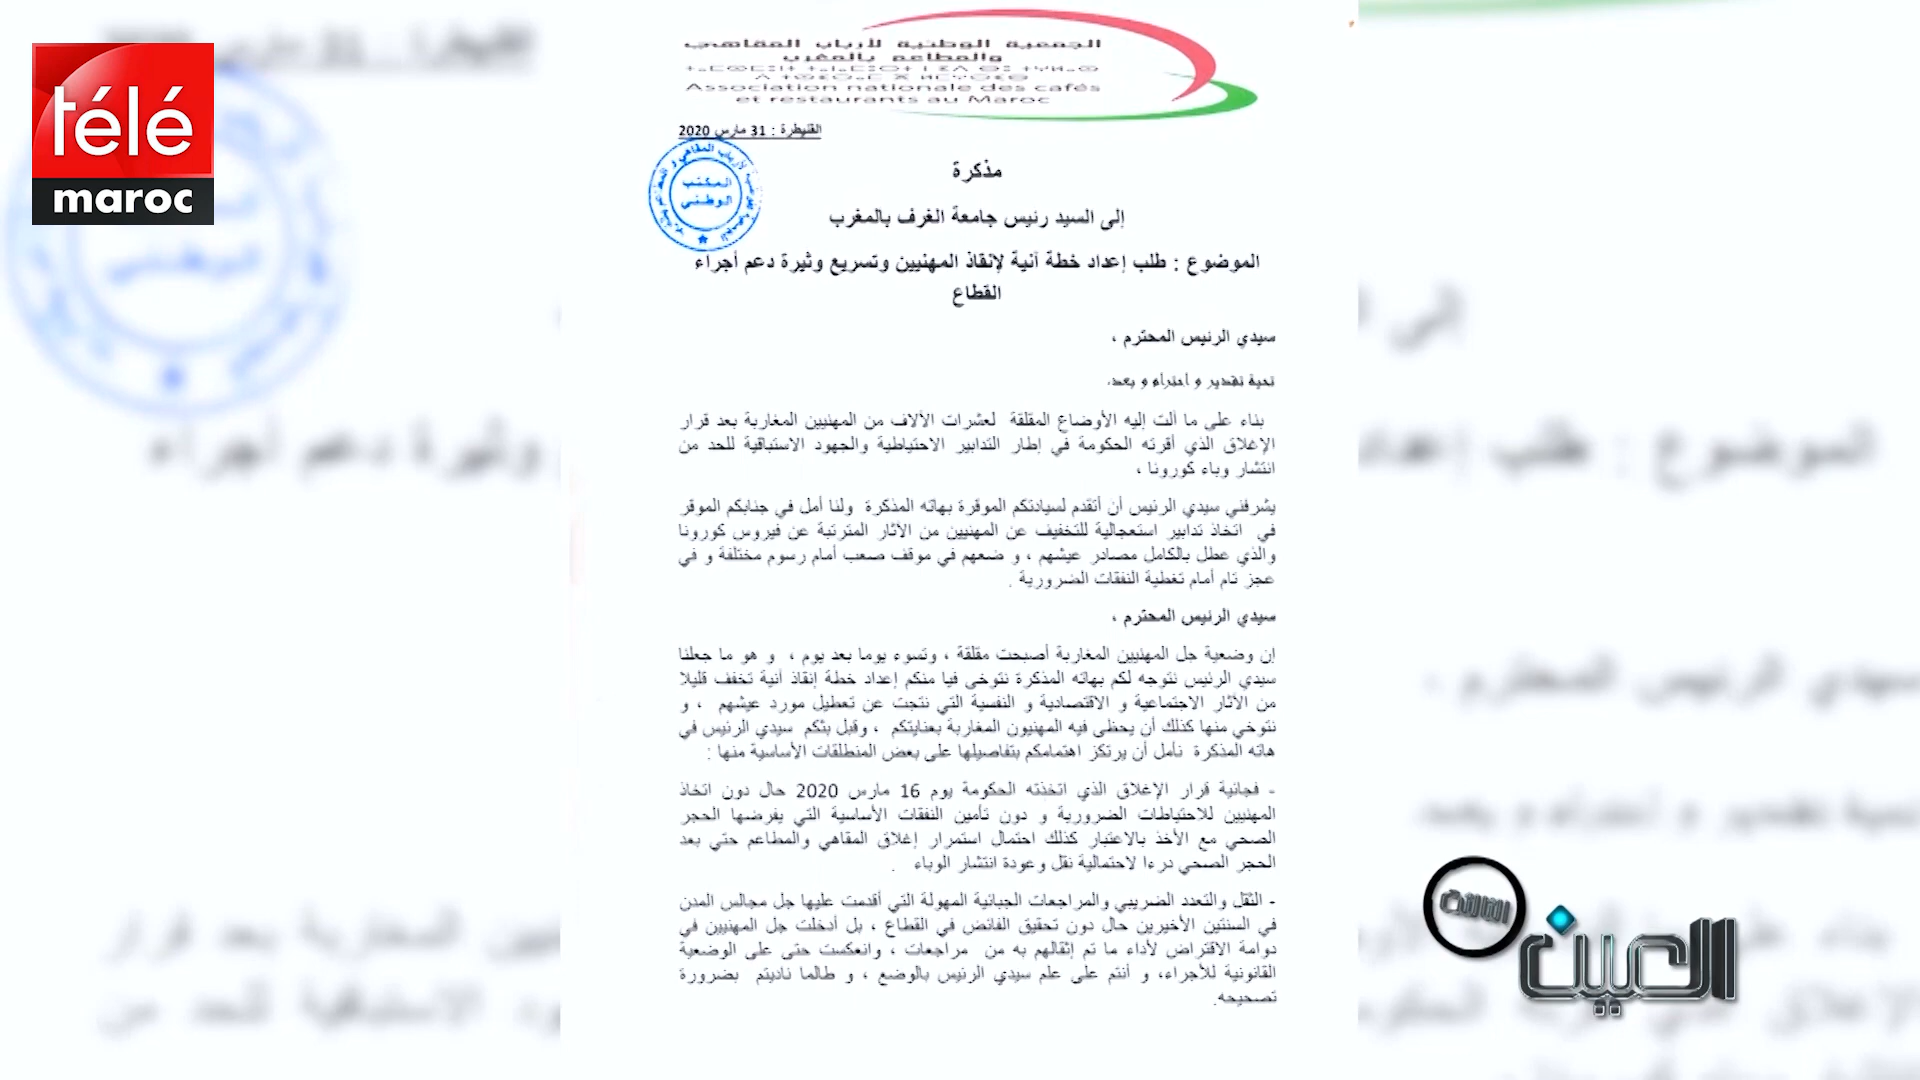 télé
maroc
الجمعية الوطنية لأرباب المقاهي
والمطاعم بالمغرب
Association nationale des cafés
et restaurants au Maroc
القنيطرة : 31 مارس 2020
المكتب
الوطني
مذكرة
إلى السيد رئيس جامعة الغرف بالمغرب
الموضوع : طلب إعداد خطة آنية لإنقاذ المهنيين وتسريع وثيرة دعم أجراء
القطاع
سيدي الرئيس المحترم ،
تحية تقدير و احترام و بعد،
بناء على ما آلت إليه الأوضاع المقلقة لعشرات الآلاف من المهنيين المغاربة بعد قرار
الإغلاق الذي أقرته الحكومة في إطار التدابير الاحتياطية والجهود الاستباقية للحد من
انتشار وباء كورونا ،
يشرفني سيدي الرئيس أن أتقدم لسيادتكم الموقرة بهاته المذكرة ولنا أمل في جنابكم الموقر
في اتخاذ تدابير استعجالية للتخفيف عن المهنيين من الآثار المترتبة عن فيروس كورونا
والذي عطل بالكامل مصادر عيشهم ، و ضعهم في موقف صعب أمام رسوم مختلفة و في
عجز تام أمام تغطية النفقات الضرورية .
سيدي الرئيس المحترم ،
إن وضعية جل المهنيين المغاربة أصبحت مقلقة ، وتسوء يوما بعد يوم ، و هو ما جعلنا
سيدي الرئيس نتوجه لكم بهاته المذكرة نتوخى فيا منكم إعداد خطة إنقاذ آنية تخفف قليلا
من الآثار الاجتماعية و الاقتصادية و النفسية التي نتجت عن تعطيل مورد عيشهم ، و
نتوخي منها كذلك أن يحظى فيه المهنيون المغاربة بعنايتكم ، وقبل بثكم سيدي الرئيس في
هاته المذكرة نأمل أن يرتكز اهتمامكم بتفاصيلها على بعض المنطلقات الأساسية منها :
- فجائية قرار الإغلاق الذي اتخذته الحكومة يوم 16 مارس 2020 حال دون اتخاذ
المهنيين للاحتياطات الضرورية و دون تأمين النفقات الأساسية التي يفرضها الحجر
الصحي مع الأخذ بالاعتبار كذلك احتمال استمرار إغلاق المقاهي والمطاعم حتي بعد
الحجر الصحي درءا لاحتمالية نقل وعودة انتشار الوباء .
- الثقل والتعدد الضريبي والمراجعات الجبائية المهولة التي أقدمت عليها جل مجالس المدن
في السنتين الأخيرين حال دون تحقيق الفائض في القطاع ، بل أدخلت جل المهنيين في
دوامة الاقتراض لأداء ما تم إثقالهم به من مراجعات ، وانعكست حتى على الوضعية
القانونية للأجراء، و أنتم على علم سيدي الرئيس بالوضع ، و طالما ناديتم بضرورة
تصحيحه.
العين
الثالثة